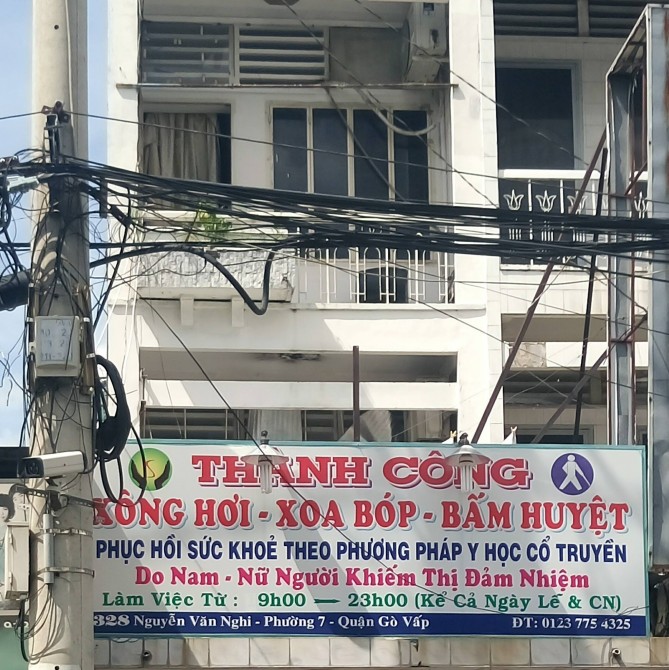 THÀNH CÔNG
XÔNG HƠI - XOA BÓP - BẤM HUYỆT
PHỤC HỒI SỨC KHOẺ THEO PHƯƠNG PHÁP Y HỌC CỔ TRUYỀN
Do Nam - Nữ Người Khiếm Thị Đảm Nhiệm
Làm Việc Từ : 9h00 — 23h00 (Kể Cả Ngày Lễ & CN)
328 Nguyễn Văn Nghi - Phường 7 - Quận Gò Vấp ĐT: 0123 775 4325